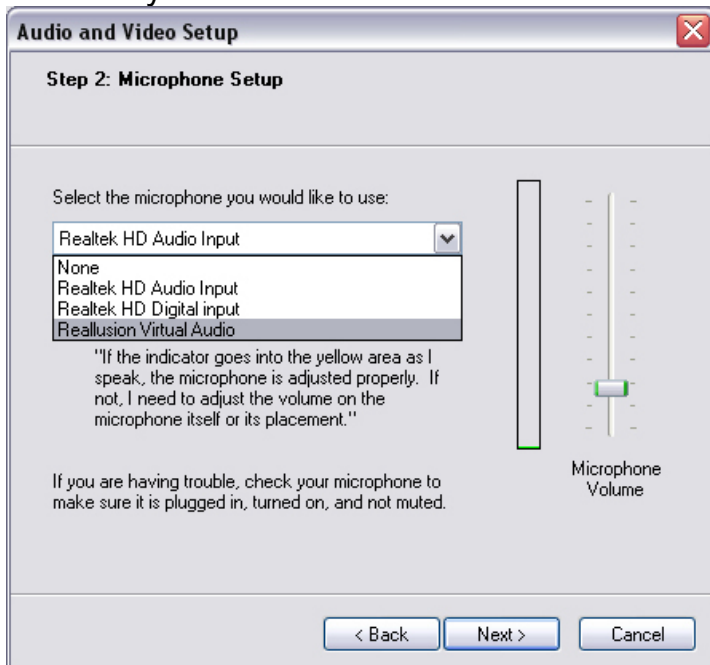 Audio and Video Setup
Step 2: Microphone Setup
Select the microphone you would like to use:
Realtek HD Audio Input
None
Realtek HD Audio Input
Realtek HD Digital input
Reallusion Virtual Audio
"If the indicator goes into the yellow area as I
speak, the microphone is adjusted properly. If
not, I need to adjust the volume on the
microphone itself or its placement."
If you are having trouble, check your microphone to
make sure it is plugged in, turned on, and not muted.
Microphone
Volume
< Back
Next >
Cancel